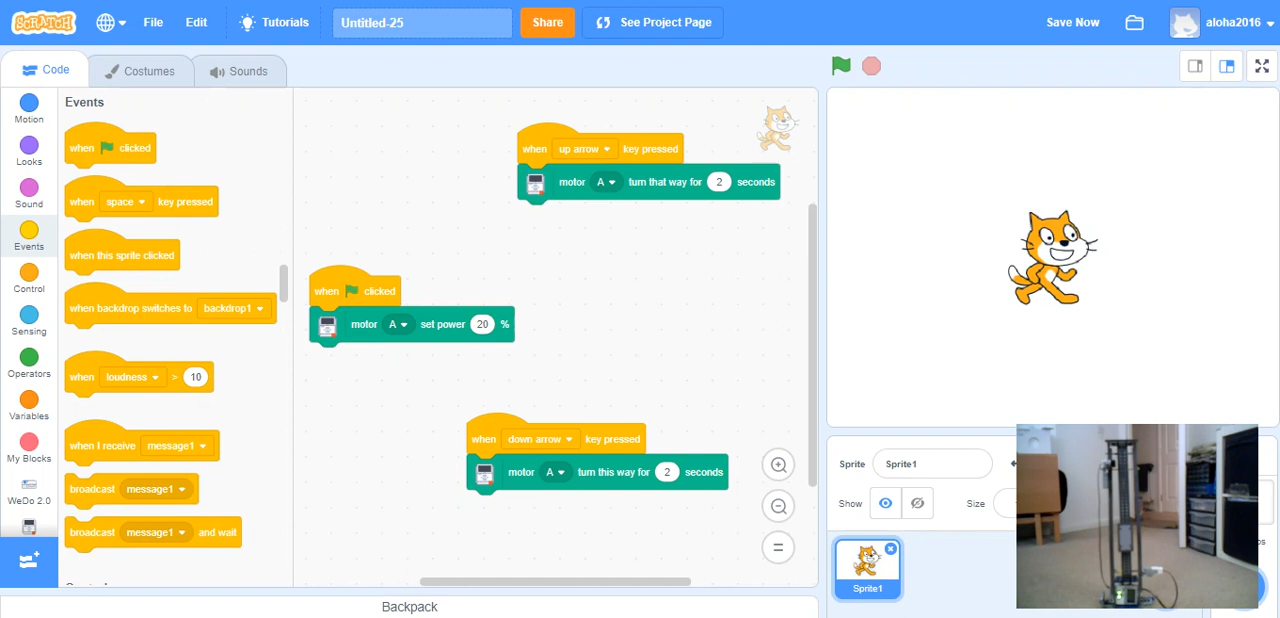 SCRATCH
File
Edit
Tutorials
Untitled-25
Share
See Project Page
Save Now
aloha2016
Code
Costumes
Sounds
Motion
Looks
Sound
Events
Control
Sensing
Operators
Variables
My Blocks
WeDo 2.0
Events
when clicked
when space key pressed
when this sprite clicked
when backdrop switches to backdrop1
when loudness > 10
when I receive message1
broadcast message1
broadcast message1 and wait
when up arrow key pressed
motor A turn that way for 2 seconds
when clicked
motor A set power 20 %
when down arrow key pressed
motor A turn this way for 2 seconds
Backpack
Sprite
Sprite1
Show
Size
Sprite1